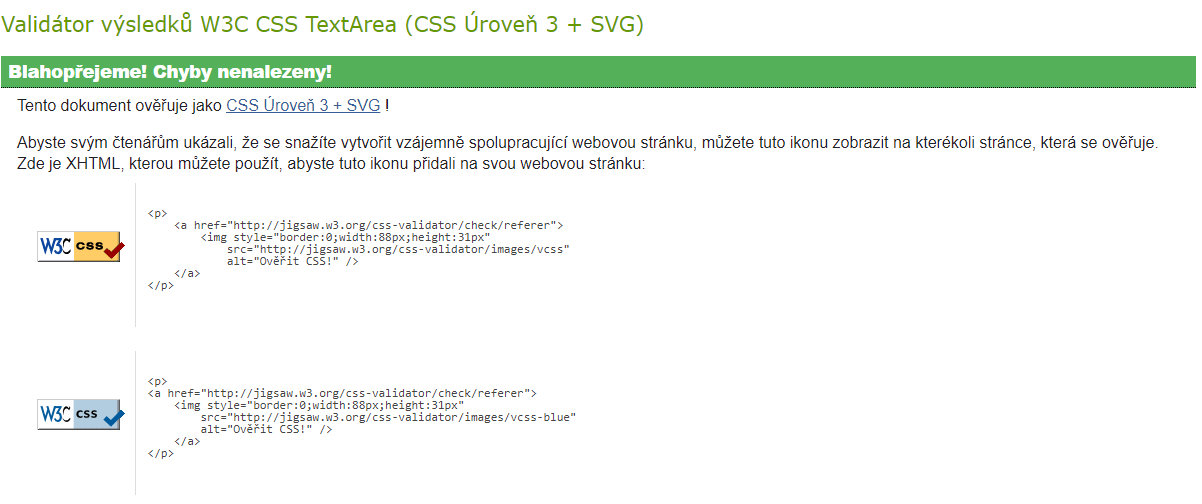 Validátor výsledků W3C CSS TextArea (CSS Úroveň 3 + SVG)
Blahopřejeme! Chyby nenalezeny!
Tento dokument ověřuje jako CSS Úroveň 3 + SVG !
Abyste svým čtenářům ukázali, že se snažíte vytvořit vzájemně spolupracující webovou stránku, můžete tuto ikonu zobrazit na kterékoli stránce, která se ověřuje.
Zde je XHTML, kterou můžete použít, abyste tuto ikonu přidali na svou webovou stránku:
W3C css
<p>
<a href="http://jigsaw.w3.org/css-validator/check/referer">
<img style="border:0;width:88px;height:31px"
src="http://jigsaw.w3.org/css-validator/images/vcss"
alt="Ověřit CSS!" />
</a>
</p>
W3C css
<p>
<a href="http://jigsaw.w3.org/css-validator/check/referer">
<img style="border:0;width:88px;height:31px"
src="http://jigsaw.w3.org/css-validator/images/vcss-blue"
alt="Ověřit CSS!" />
</a>
</p>